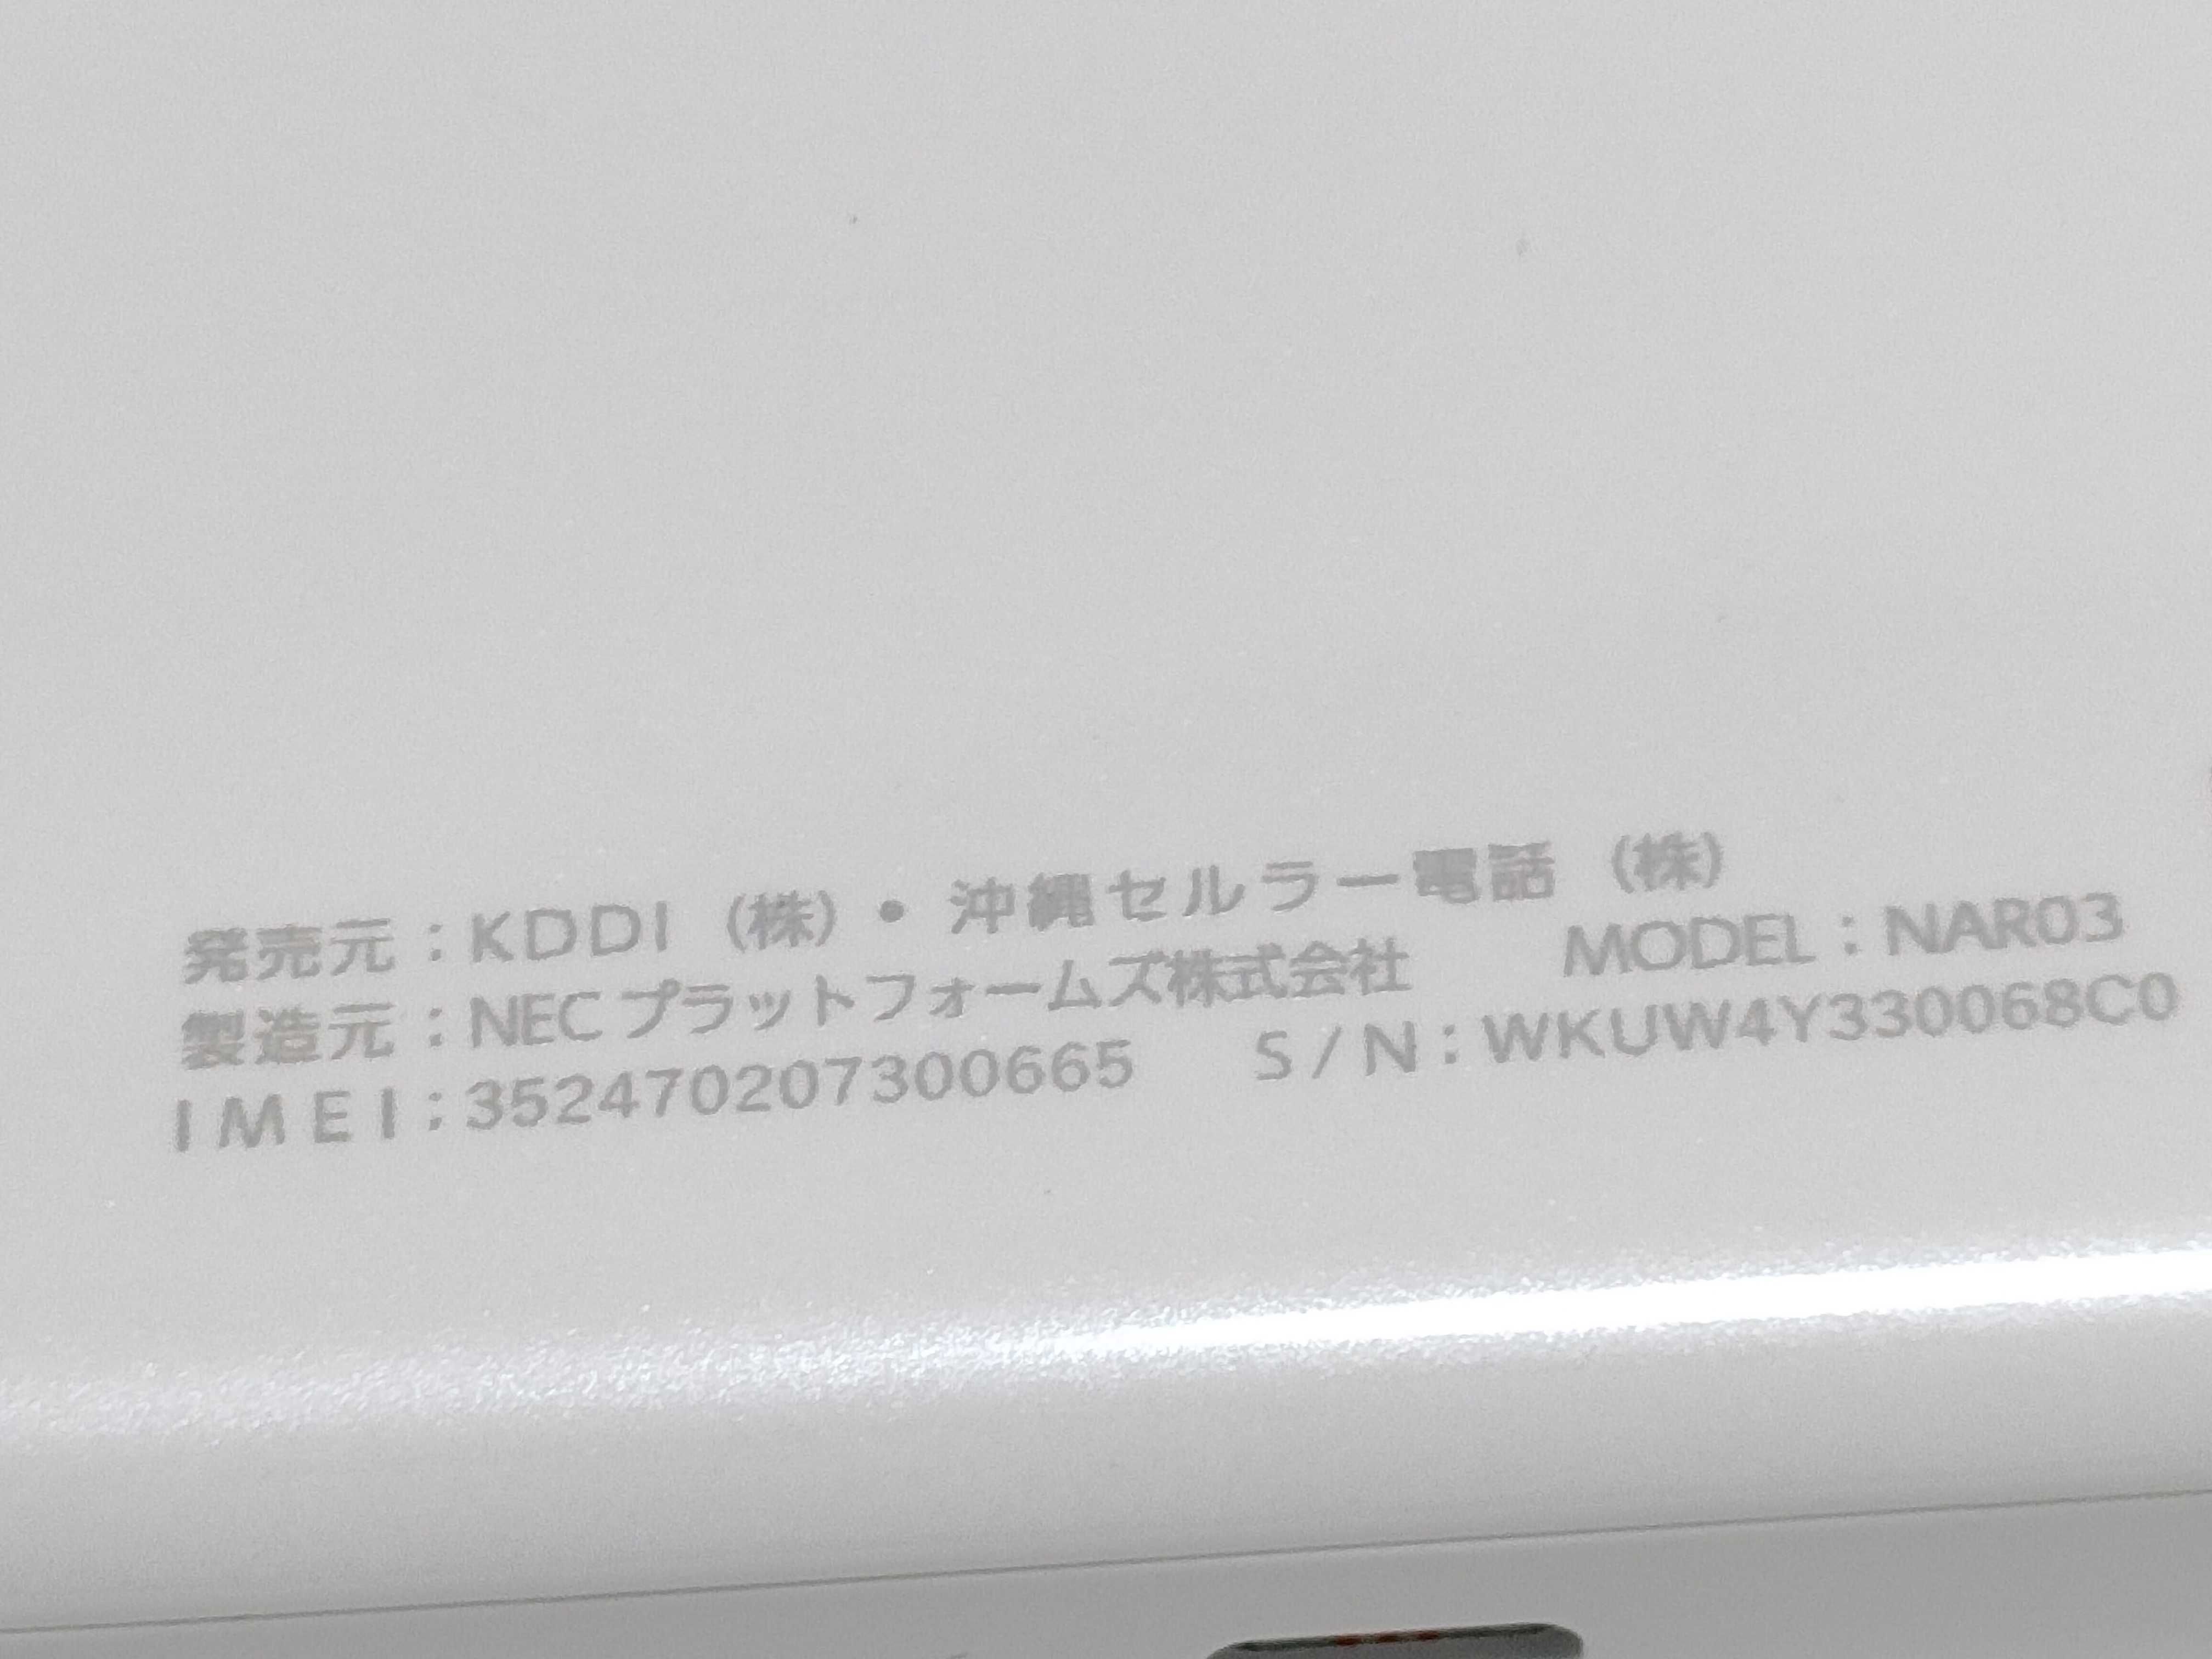 発売元：KDDI（株）・沖縄セルラー電話（株）
製造元：NECプラットフォームズ株式会社　MODEL：NAR03
IMEI：352470207300665　S/N：WKUW4Y330068C0